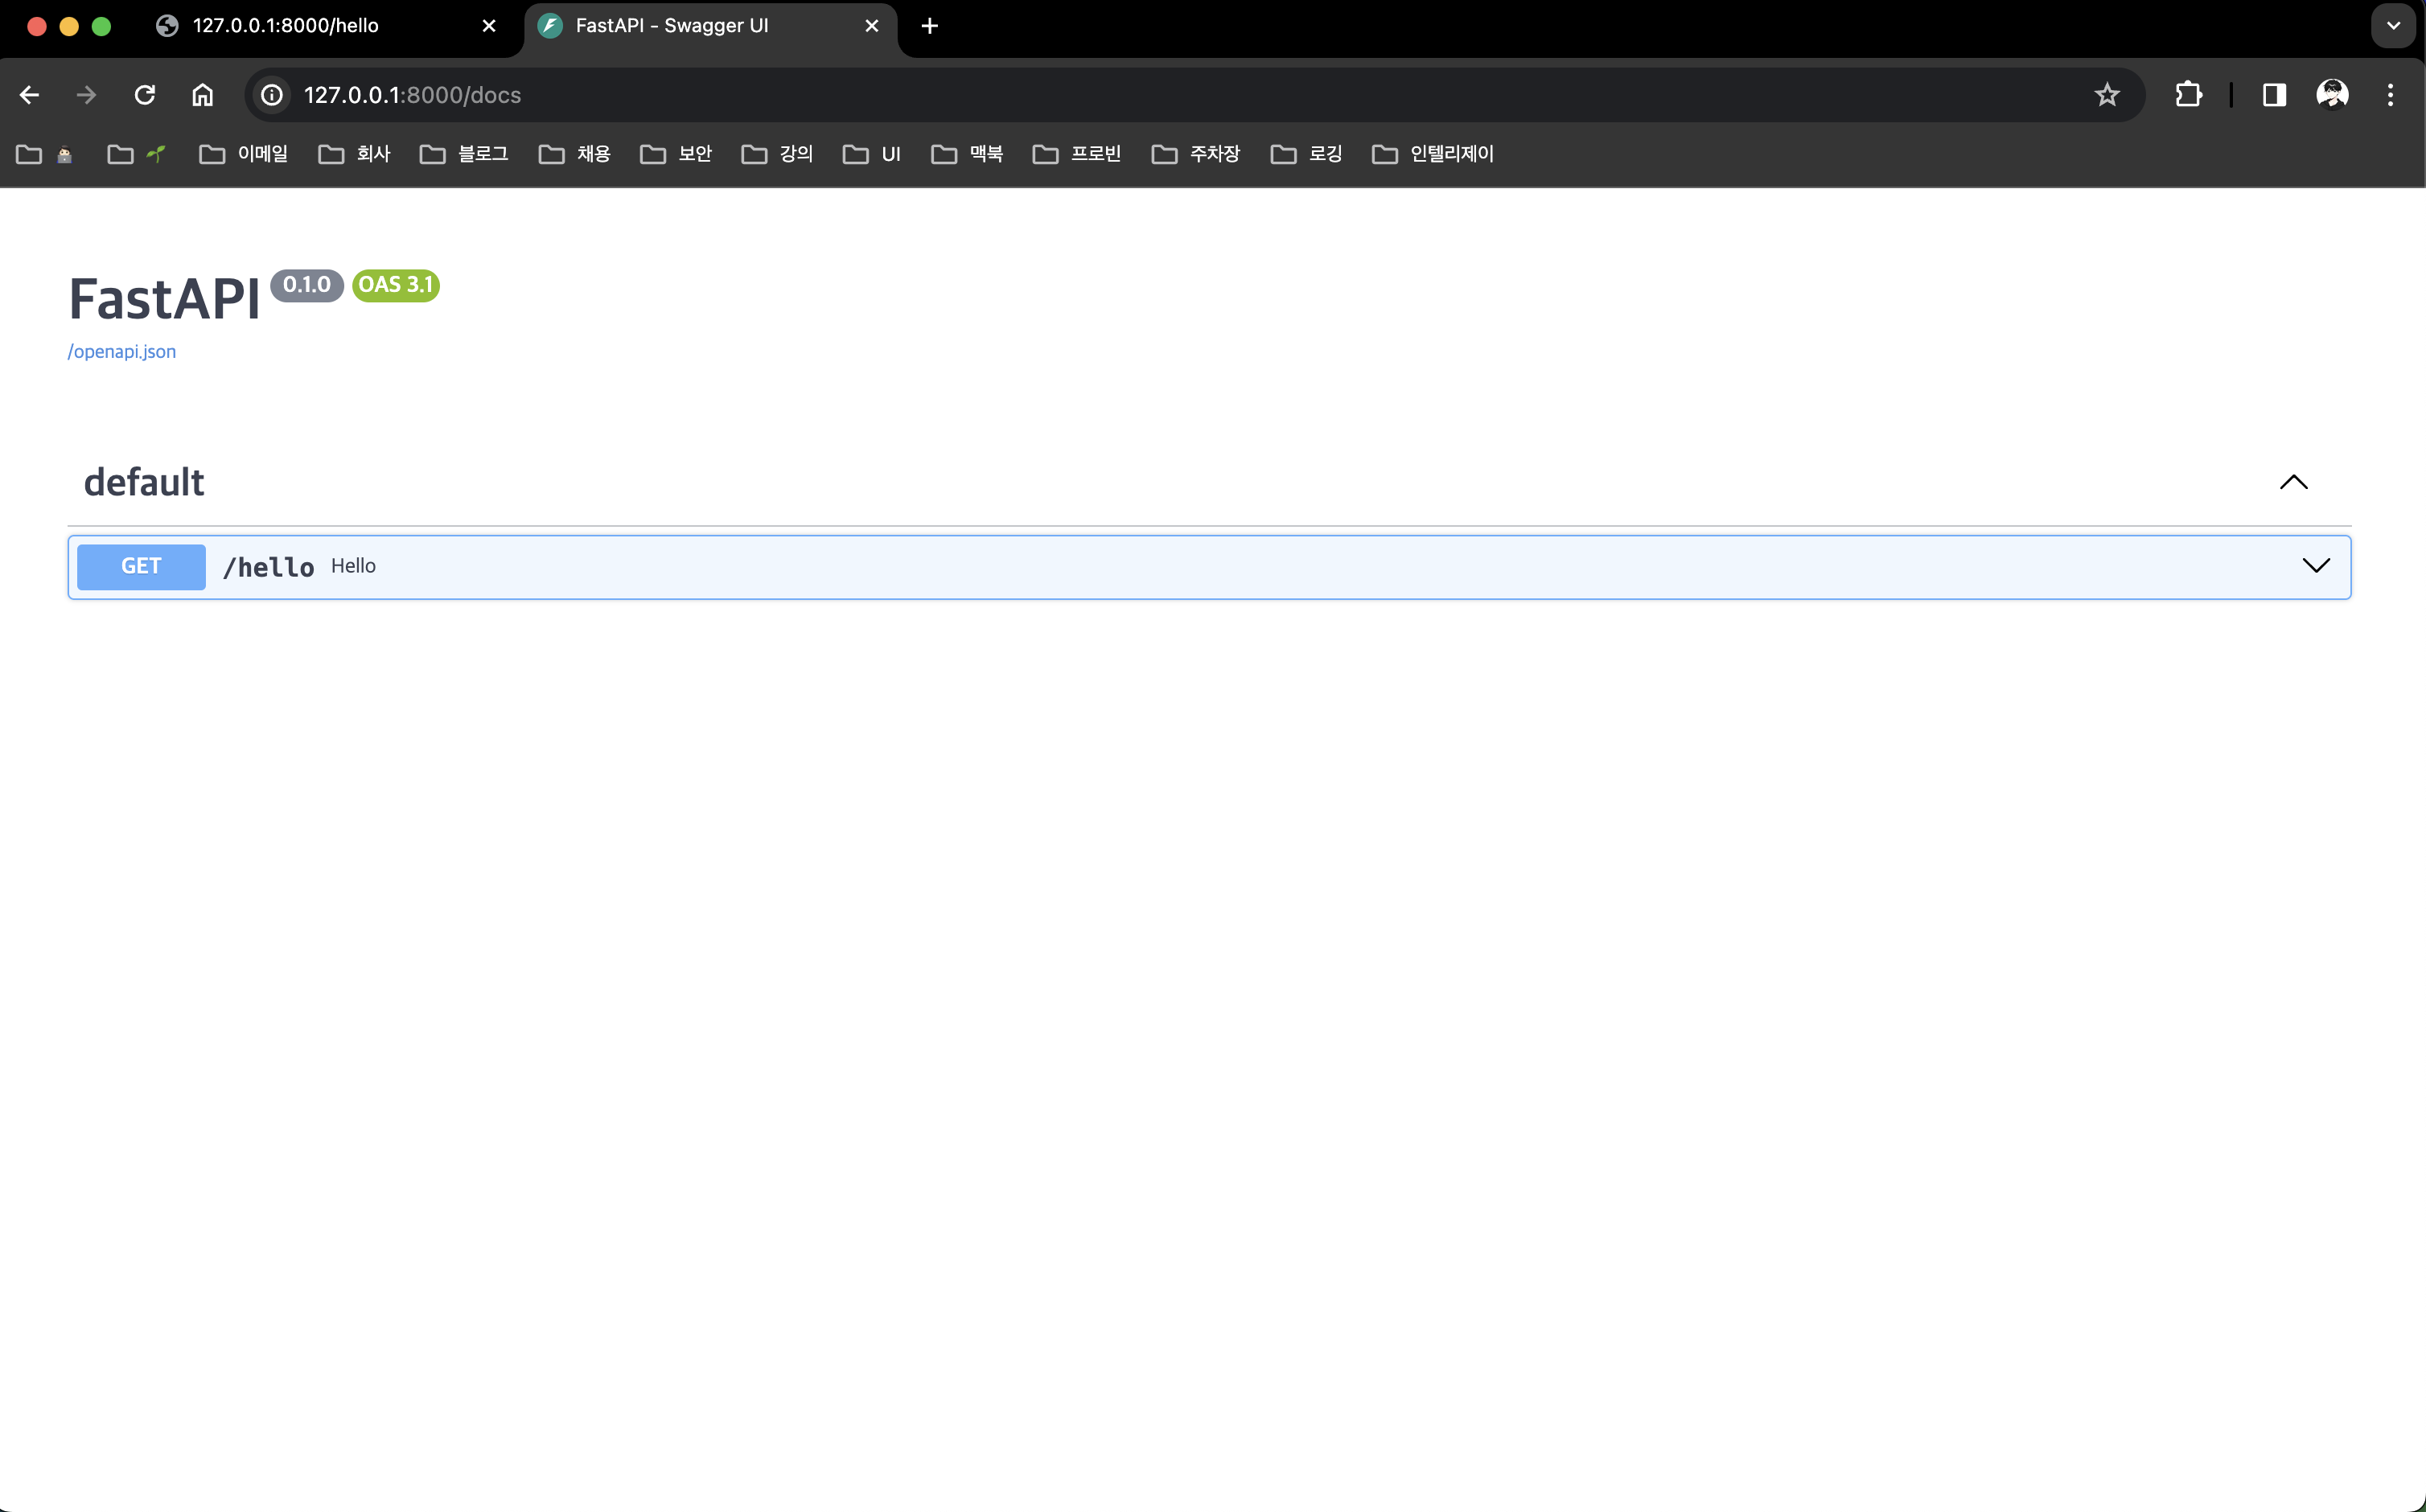 127.0.0.1:8000/hello
FastAPI - Swagger UI
127.0.0.1:8000/docs
이메일 회사 블로그 채용 보안 강의 UI 맥북 프로빈 주차장 로깅 인텔리제이
FastAPI 0.1.0 OAS 3.1
/openapi.json
default
GET /hello Hello